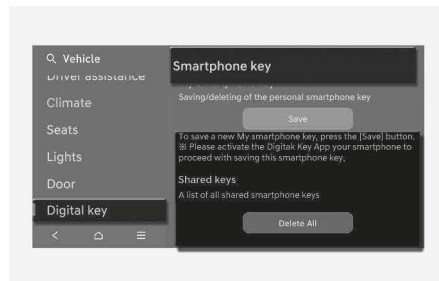 Vehicle
Driver assistance
Climate
Seats
Lights
Door
Digital key
Smartphone key
Saving/deleting of the personal smartphone key
Save
To save a new My smartphone key, press the [Save] button.
※ Please activate the Digitak Key App your smartphone to
proceed with saving this smartphone key.
Shared keys
A list of all shared smartphone keys
Delete All